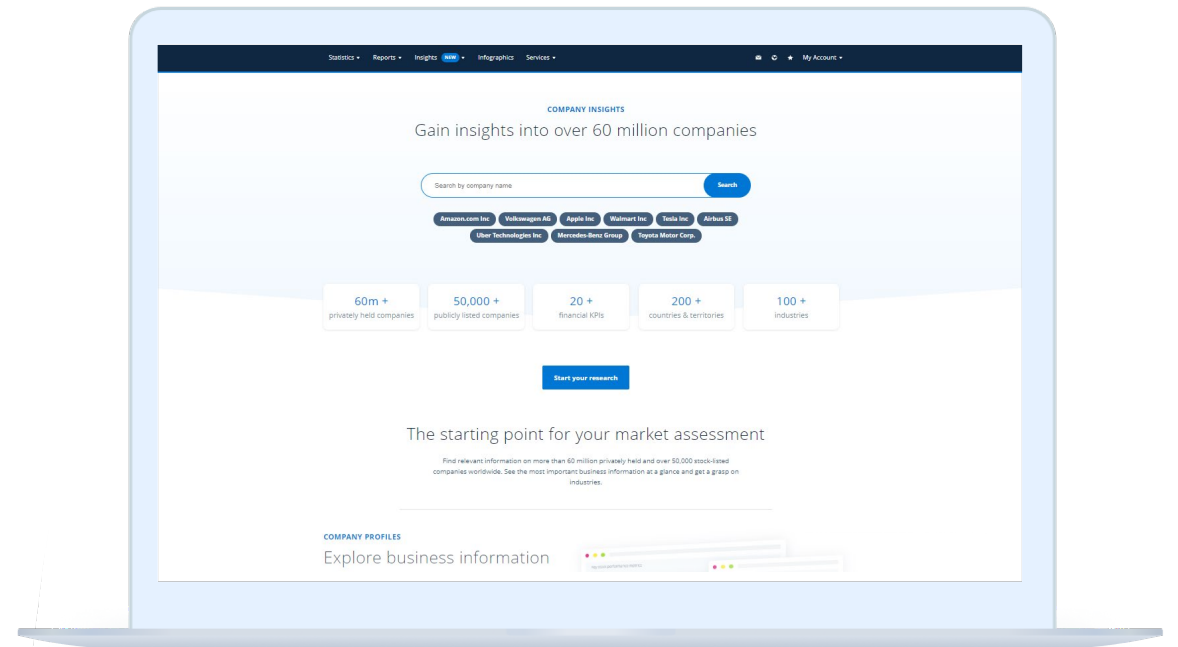 Statistics Reports Insights NEW Infographics Services My Account
COMPANY INSIGHTS
Gain insights into over 60 million companies
Search by company name Search
Amazon.com Inc Volkswagen AG Apple Inc Walmart Inc Tesla Inc Airbus SE
Uber Technologies Inc Mercedes-Benz Group Toyota Motor Corp.
60m + 50,000 + 20 + 200 + 100 +
privately held companies publicly listed companies financial KPIs countries & territories industries
Start your research
The starting point for your market assessment
Find relevant information on more than 60 million privately held and over 50,000 stock-listed
companies worldwide. See the most important business information at a glance and get a grasp on
industries.
COMPANY PROFILES
Explore business information